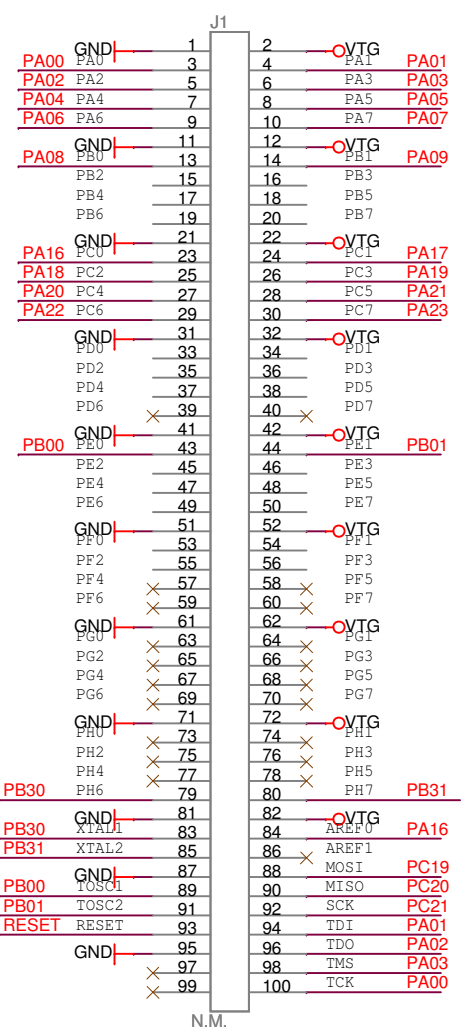 J1
GND 1 2 VTG
PA00 PA0 3 4 PA1 PA01
PA02 PA2 5 6 PA3 PA03
PA04 PA4 7 8 PA5 PA05
PA06 PA6 9 10 PA7 PA07
GND 11 12 VTG
PA08 PB0 13 14 PB1 PA09
PB2 15 16 PB3
PB4 17 18 PB5
PB6 19 20 PB7
GND 21 22 VTG
PA16 PC0 23 24 PC1 PA17
PA18 PC2 25 26 PC3 PA19
PA20 PC4 27 28 PC5 PA21
PA22 PC6 29 30 PC7 PA23
GND 31 32 VTG
PD0 33 34 PD1
PD2 35 36 PD3
PD4 37 38 PD5
PD6 39 40 PD7
GND 41 42 VTG
PB00 PE0 43 44 PE1 PB01
PE2 45 46 PE3
PE4 47 48 PE5
PE6 49 50 PE7
GND 51 52 VTG
PF0 53 54 PF1
PF2 55 56 PF3
PF4 57 58 PF5
PF6 59 60 PF7
GND 61 62 VTG
PG0 63 64 PG1
PG2 65 66 PG3
PG4 67 68 PG5
PG6 69 70 PG7
GND 71 72 VTG
PH0 73 74 PH1
PH2 75 76 PH3
PH4 77 78 PH5
PB30 PH6 79 80 PH7 PB31
GND 81 82 VTG
PB30 XTAL1 83 84 AREF0 PA16
PB31 XTAL2 85 86 AREF1
GND 87 88 MOSI PC19
PB00 TOSC1 89 90 MISO PC20
PB01 TOSC2 91 92 SCK PC21
RESET RESET 93 94 TDI PA01
GND 95 96 TDO PA02
97 98 TMS PA03
99 100 TCK PA00
N.M.